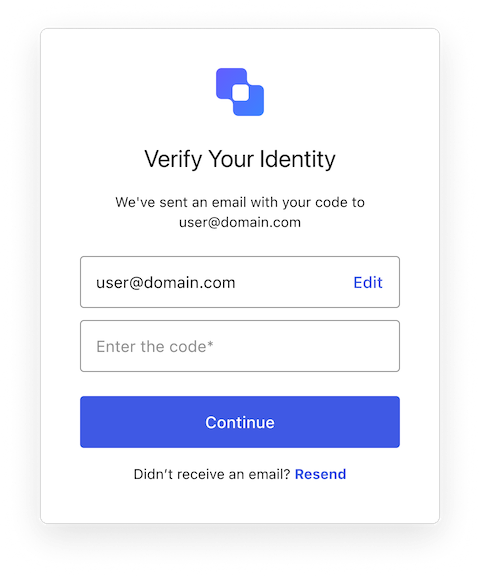 Verify Your Identity
We've sent an email with your code to
user@domain.com
user@domain.com Edit
Enter the code*
Continue
Didn't receive an email? Resend